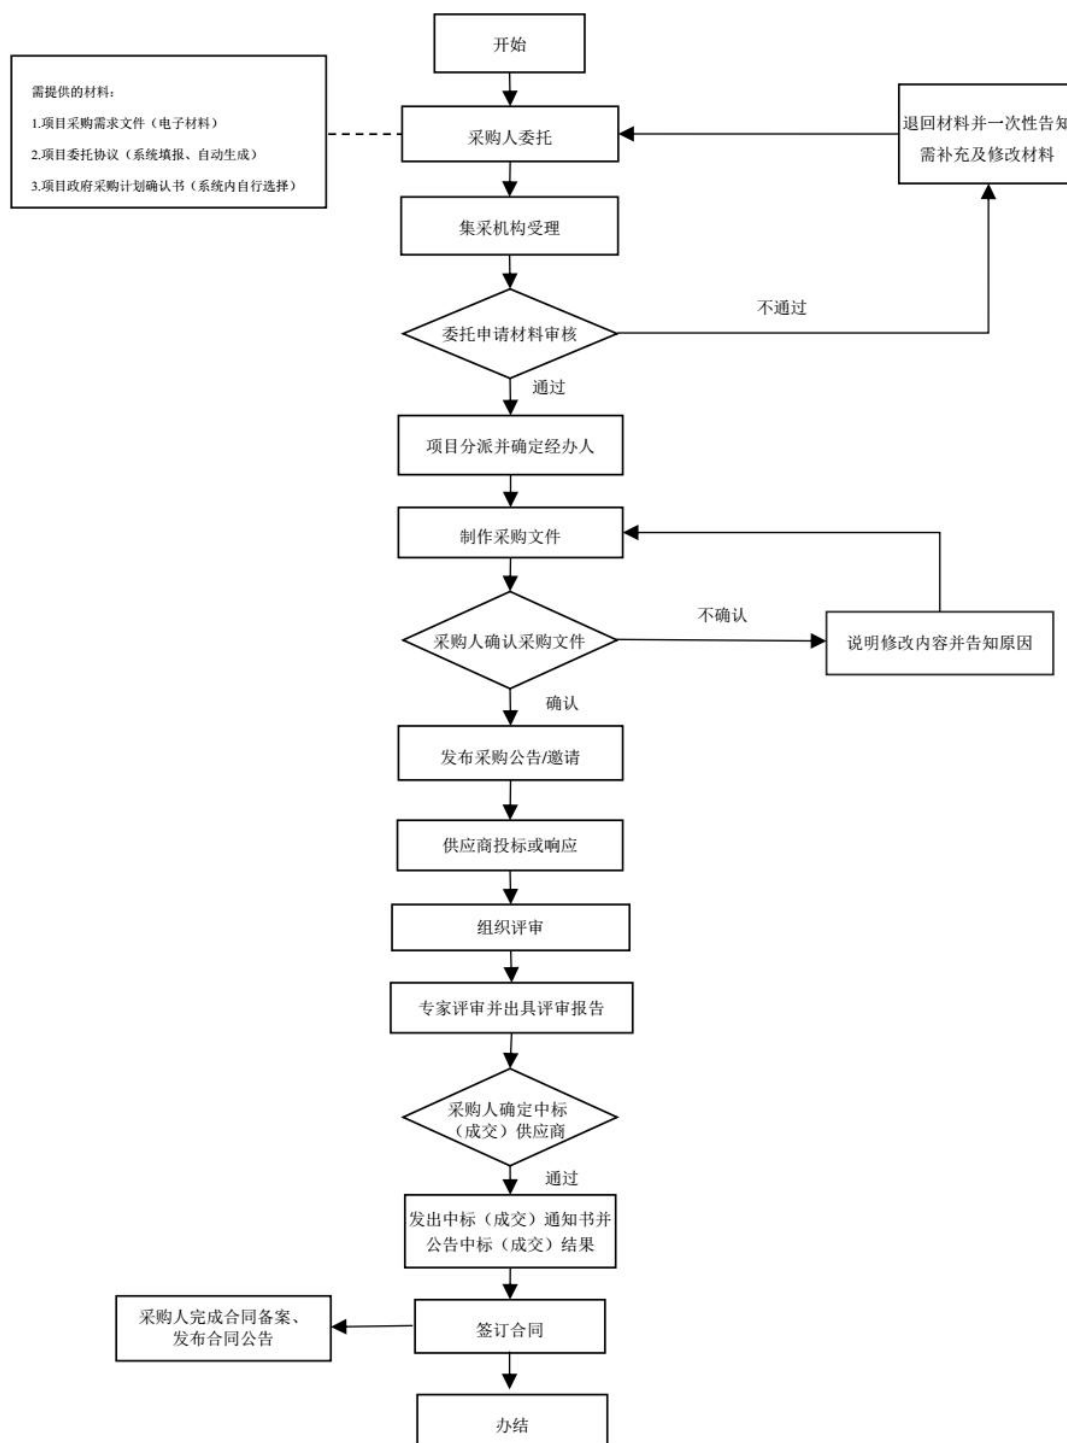 开始
需提供的材料：
1.项目采购需求文件（电子材料）
2.项目委托协议（系统填报、自动生成）
3.项目政府采购计划确认书（系统内自行选择）
采购人委托
退回材料并一次性告知
需补充及修改材料
集采机构受理
不通过
委托申请材料审核
通过
项目分派并确定经办人
制作采购文件
不确认
采购人确认采购文件
说明修改内容并告知原因
确认
发布采购公告/邀请
供应商投标或响应
组织评审
专家评审并出具评审报告
采购人确定中标
（成交）供应商
通过
发出中标（成交）通知书并
公告中标（成交）结果
采购人完成合同备案、
发布合同公告
签订合同
办结